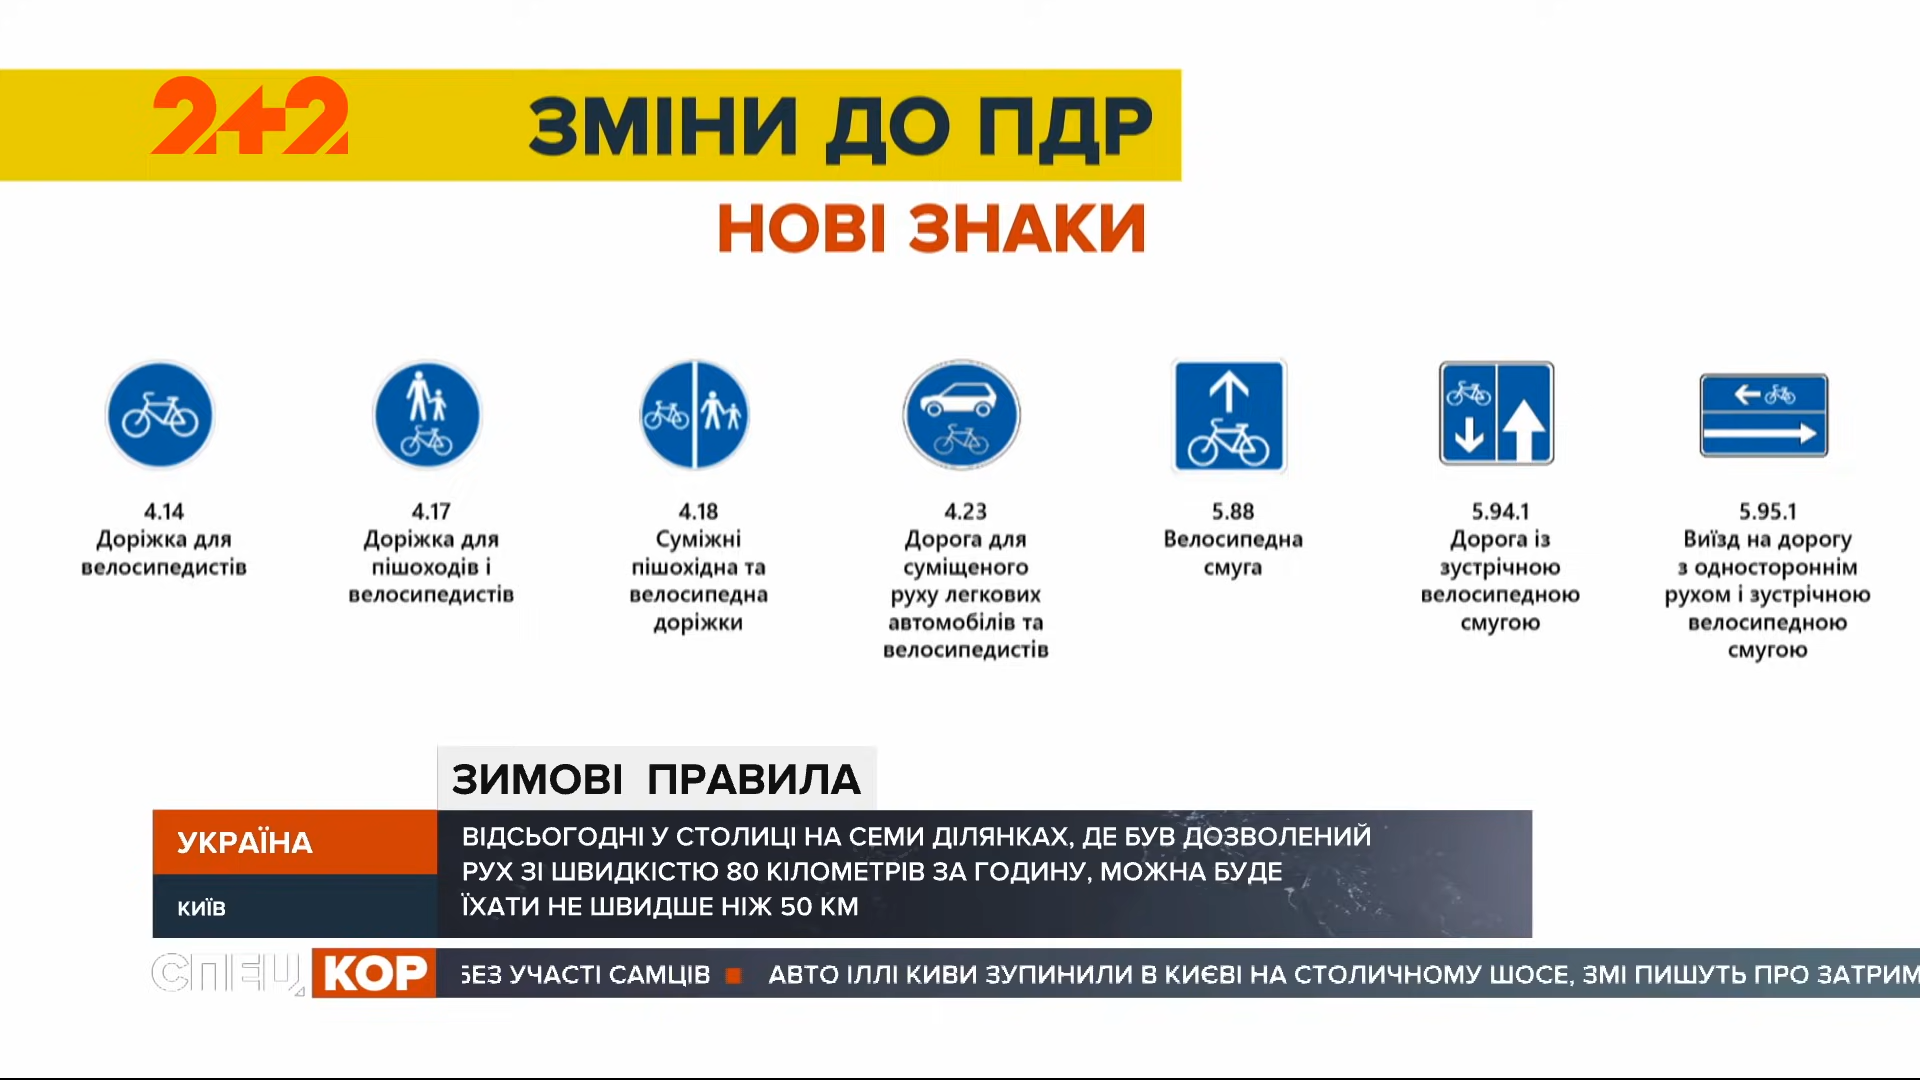 2+2
ЗМІНИ ДО ПДР
НОВІ ЗНАКИ
4.14
Доріжка для
велосипедистів
4.17
Доріжка для
пішоходів і
велосипедистів
4.18
Суміжні
пішохідна та
велосипедна
доріжки
4.23
Дорога для
суміщеного
руху легкових
автомобілів та
велосипедистів
5.88
Велосипедна
смуга
5.94.1
Дорога із
зустрічною
велосипедною
смугою
5.95.1
Виїзд на дорогу
з одностороннім
рухом і зустрічною
велосипедною
смугою
ЗИМОВІ ПРАВИЛА
УКРАЇНА
КИЇВ
ВІДСЬОГОДНІ У СТОЛИЦІ НА СЕМИ ДІЛЯНКАХ, ДЕ БУВ ДОЗВОЛЕНИЙ
РУХ ЗІ ШВИДКІСТЮ 80 КІЛОМЕТРІВ ЗА ГОДИНУ, МОЖНА БУДЕ
ЇХАТИ НЕ ШВИДШЕ НІЖ 50 КМ
СПЕЦКОР
БЕЗ УЧАСТІ САМЦІВ ■ АВТО ІЛЛІ КИВИ ЗУПИНИЛИ В КИЄВІ НА СТОЛИЧНОМУ ШОСЕ, ЗМІ ПИШУТЬ ПРО ЗАТРИМ